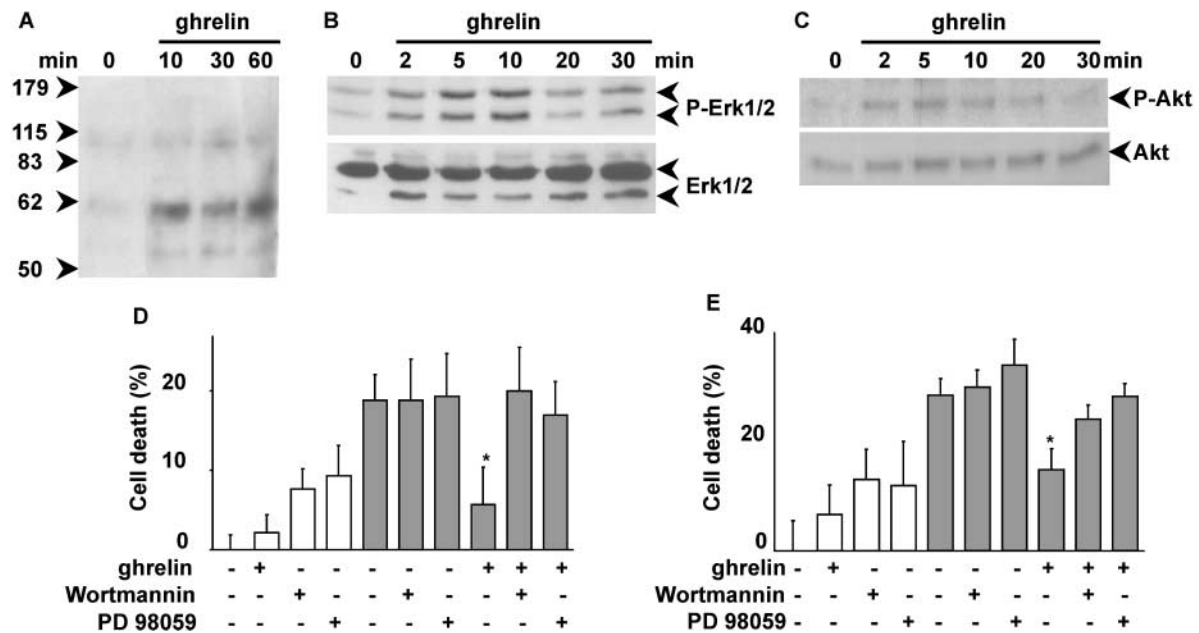 A ghrelin
min 0 10 30 60
179
115
83
62
50
B ghrelin
0 2 5 10 20 30
P-Erk1/2
Erk1/2
C ghrelin
0 2 5 10 20 30 min
P-Akt
Akt
D
Cell death (%)
20
10
0
ghrelin - + - - - - - + + +
Wortmannin - - + - - + - - + -
PD 98059 - - - + - - + - - +
*
E
Cell death (%)
40
20
0
ghrelin - + - - - - - + + +
Wortmannin - - + - - + - - + -
PD 98059 - - - + - - + - - +
*